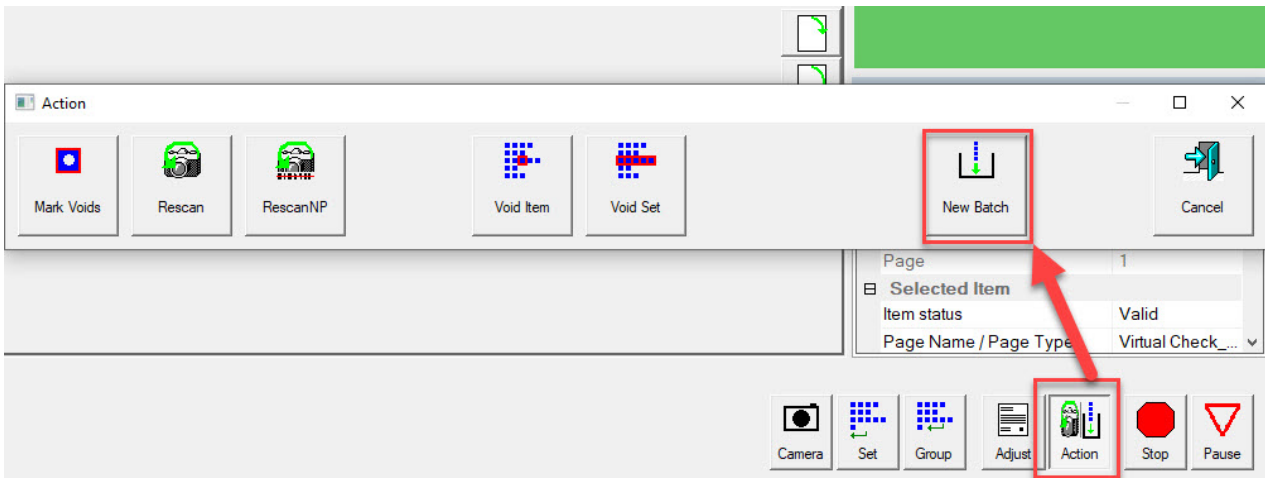 Action
Mark Voids
Rescan
RescanNP
Void Item
Void Set
New Batch
Cancel
Page 1
Selected Item
Item status Valid
Page Name / Page Type Virtual Check_...
Camera
Set
Group
Adjust
Action
Stop
Pause